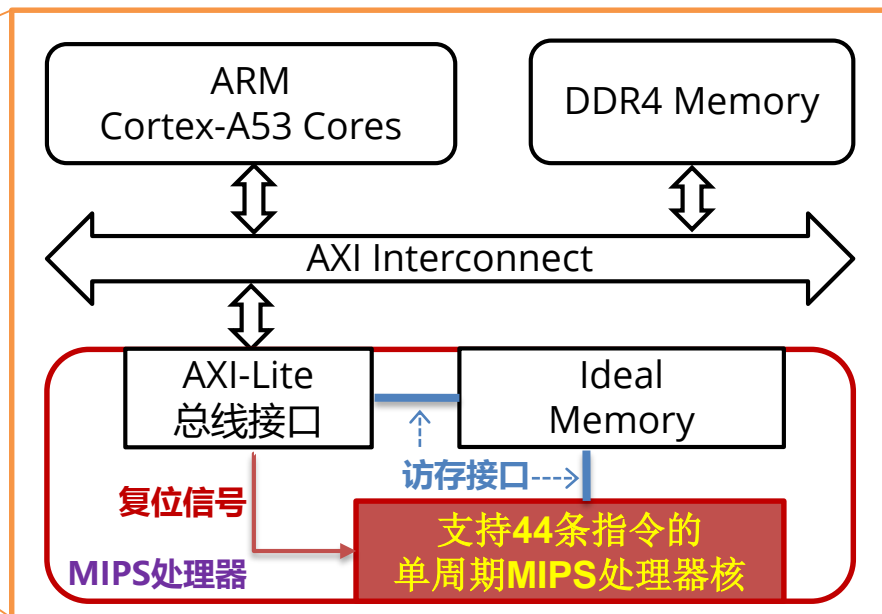 ARM
Cortex-A53 Cores
DDR4 Memory
AXI Interconnect
AXI-Lite
总线接口
Ideal
Memory
访存接口
复位信号
支持44条指令的
单周期MIPS处理器核
MIPS处理器